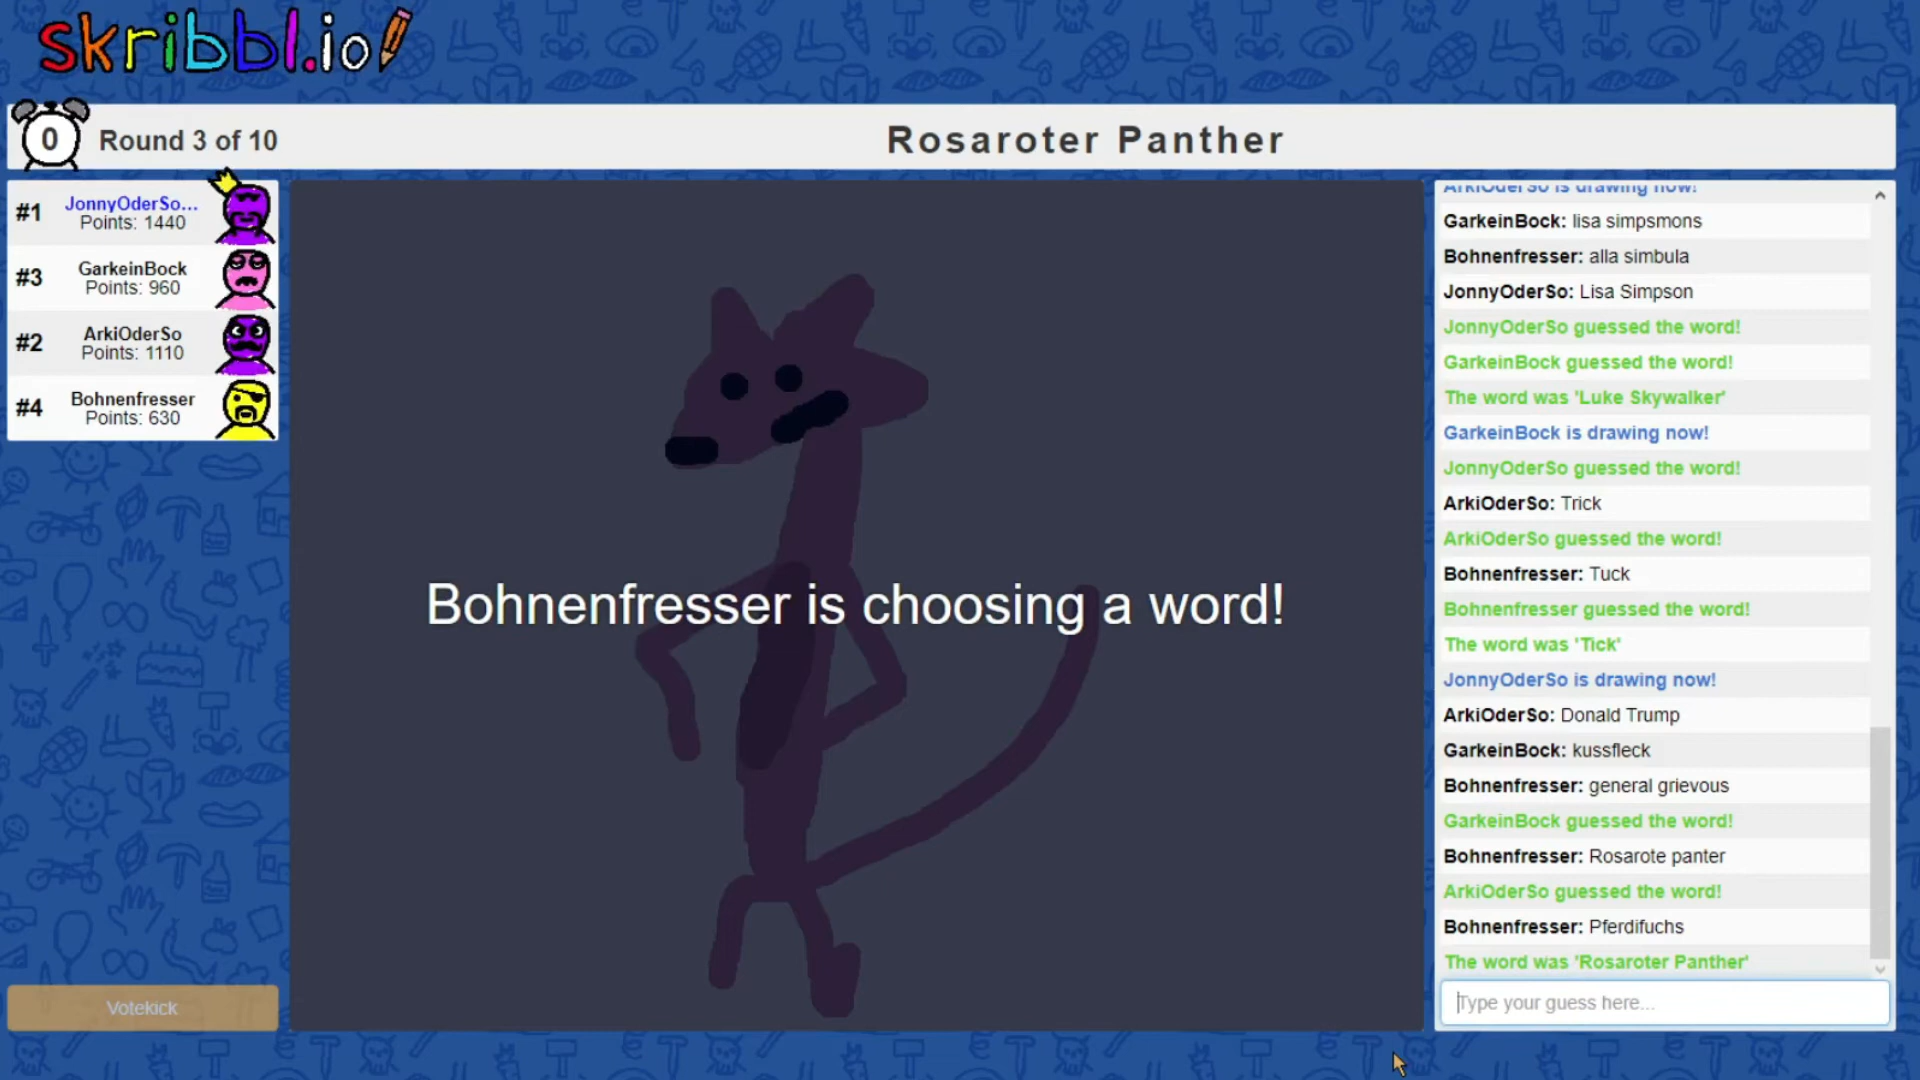 skribbl.io
0
Round 3 of 10
Rosaroter Panther
#1
JonnyOderSo...
Points: 1440
#3
GarkeinBock
Points: 960
#2
ArkiOderSo
Points: 1110
#4
Bohnenfresser
Points: 630
Votekick
Bohnenfresser is choosing a word!
ArkiOderSo is drawing now!
GarkeinBock: lisa simpsmons
Bohnenfresser: alla simbula
JonnyOderSo: Lisa Simpson
JonnyOderSo guessed the word!
GarkeinBock guessed the word!
The word was 'Luke Skywalker'
GarkeinBock is drawing now!
JonnyOderSo guessed the word!
ArkiOderSo: Trick
ArkiOderSo guessed the word!
Bohnenfresser: Tuck
Bohnenfresser guessed the word!
The word was 'Tick'
JonnyOderSo is drawing now!
ArkiOderSo: Donald Trump
GarkeinBock: kussfleck
Bohnenfresser: general grievous
GarkeinBock guessed the word!
Bohnenfresser: Rosarote panter
ArkiOderSo guessed the word!
Bohnenfresser: Pferdifuchs
The word was 'Rosaroter Panther'
Type your guess here...